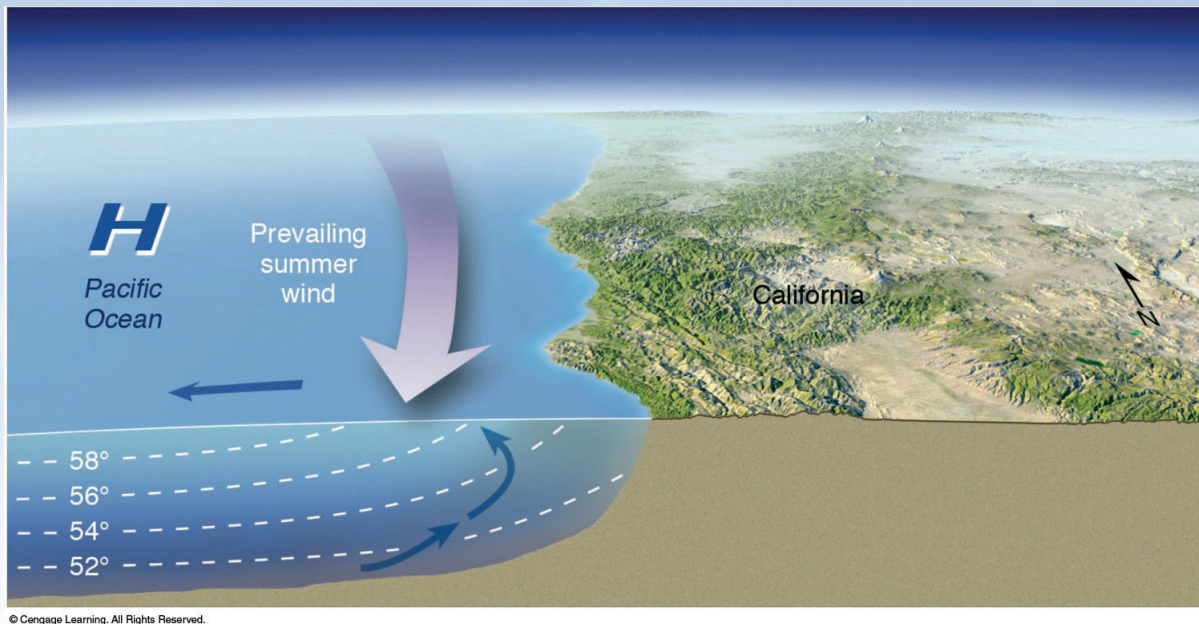 H
Pacific
Ocean
Prevailing
summer
wind
California
N
58°
56°
54°
52°
© Cengage Learning. All Rights Reserved.